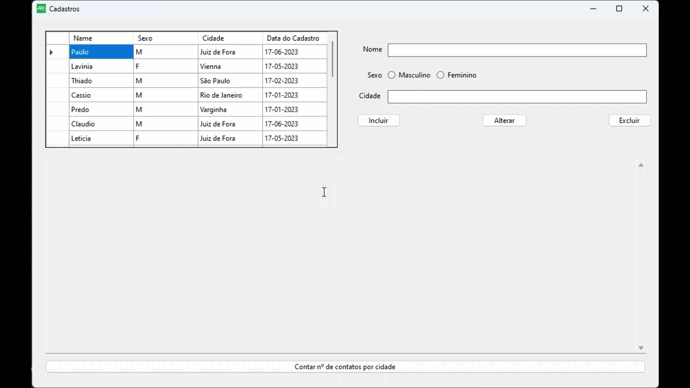 Cadastros
Name Sexo Cidade Data do Cadastro
Paulo M Juiz de Fora 17-06-2023
Lavinia F Vienna 17-05-2023
Thiado M São Paulo 17-02-2023
Cassio M Rio de Janeiro 17-01-2023
Predo M Varginha 17-01-2023
Claudio M Juiz de Fora 17-06-2023
Leticia F Juiz de Fora 17-05-2023
Nome
Sexo Masculino Feminino
Cidade
Incluir Alterar Excluir
Contar nº de contatos por cidade